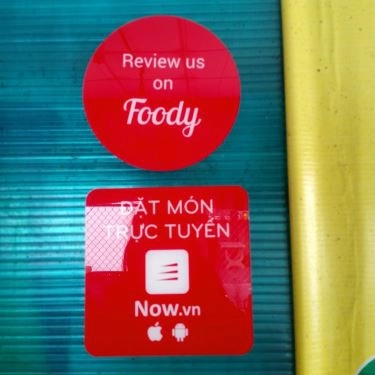 Review us
on
Foody
ĐẶT MÓN
TRỰC TUYẾN
Now.vn